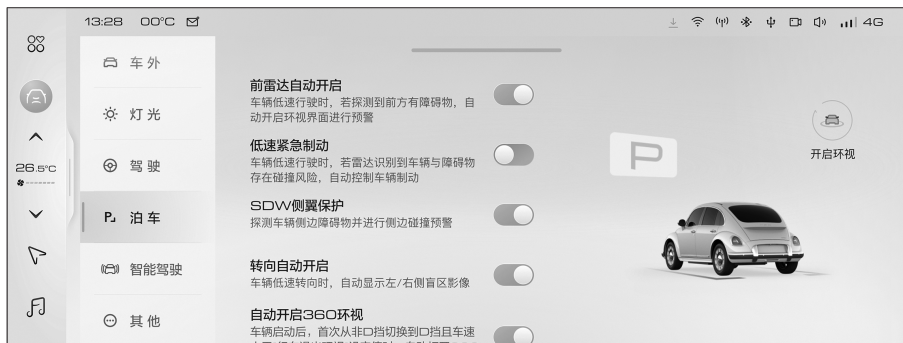 13:28 00°C
4G
车外
灯光
驾驶
泊车
智能驾驶
其他
26.5°C
前雷达自动开启
车辆低速行驶时，若探测到前方有障碍物，自
动开启环视界面进行预警
低速紧急制动
车辆低速行驶时，若雷达识别到车辆与障碍物
存在碰撞风险，自动控制车辆制动
SDW侧翼保护
探测车辆侧边障碍物并进行侧边碰撞预警
转向自动开启
车辆低速转向时，自动显示左/右侧盲区影像
自动开启360环视
车辆启动后，首次从非D挡切换到D挡且车速
P
开启环视